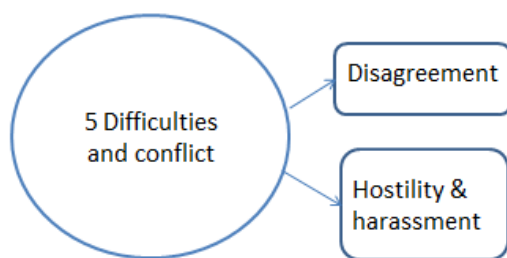 5 Difficulties
and conflict
Disagreement
Hostility &
harassment